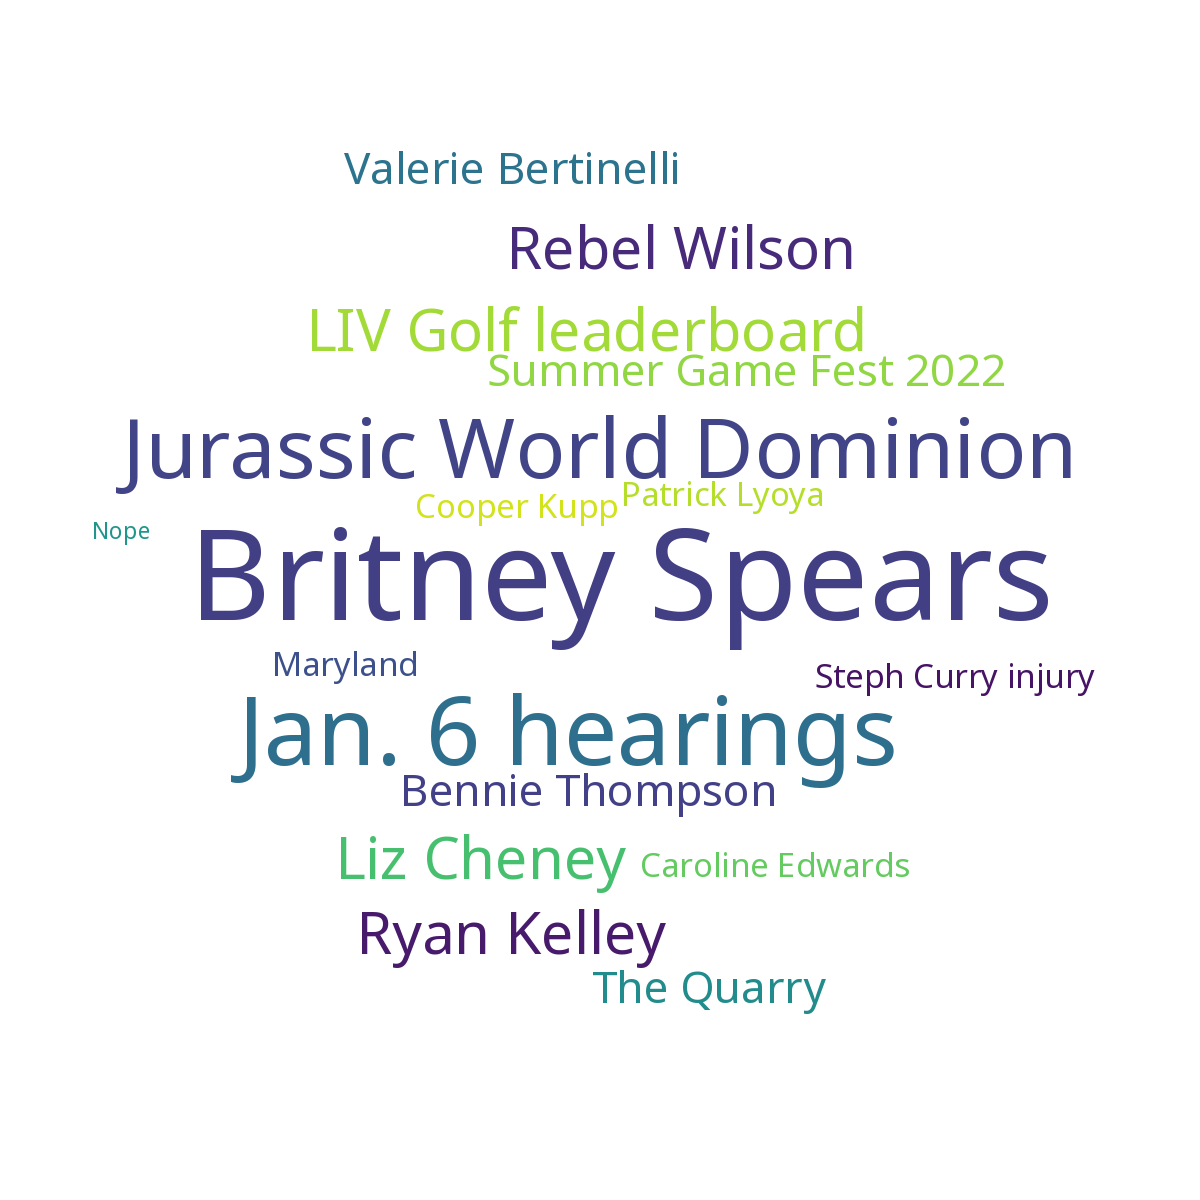 Valerie Bertinelli
Rebel Wilson
LIV Golf leaderboard
Summer Game Fest 2022
Jurassic World Dominion
Patrick Lyoya
Cooper Kupp
Nope
Britney Spears
Maryland
Steph Curry injury
Jan. 6 hearings
Bennie Thompson
Liz Cheney
Caroline Edwards
Ryan Kelley
The Quarry